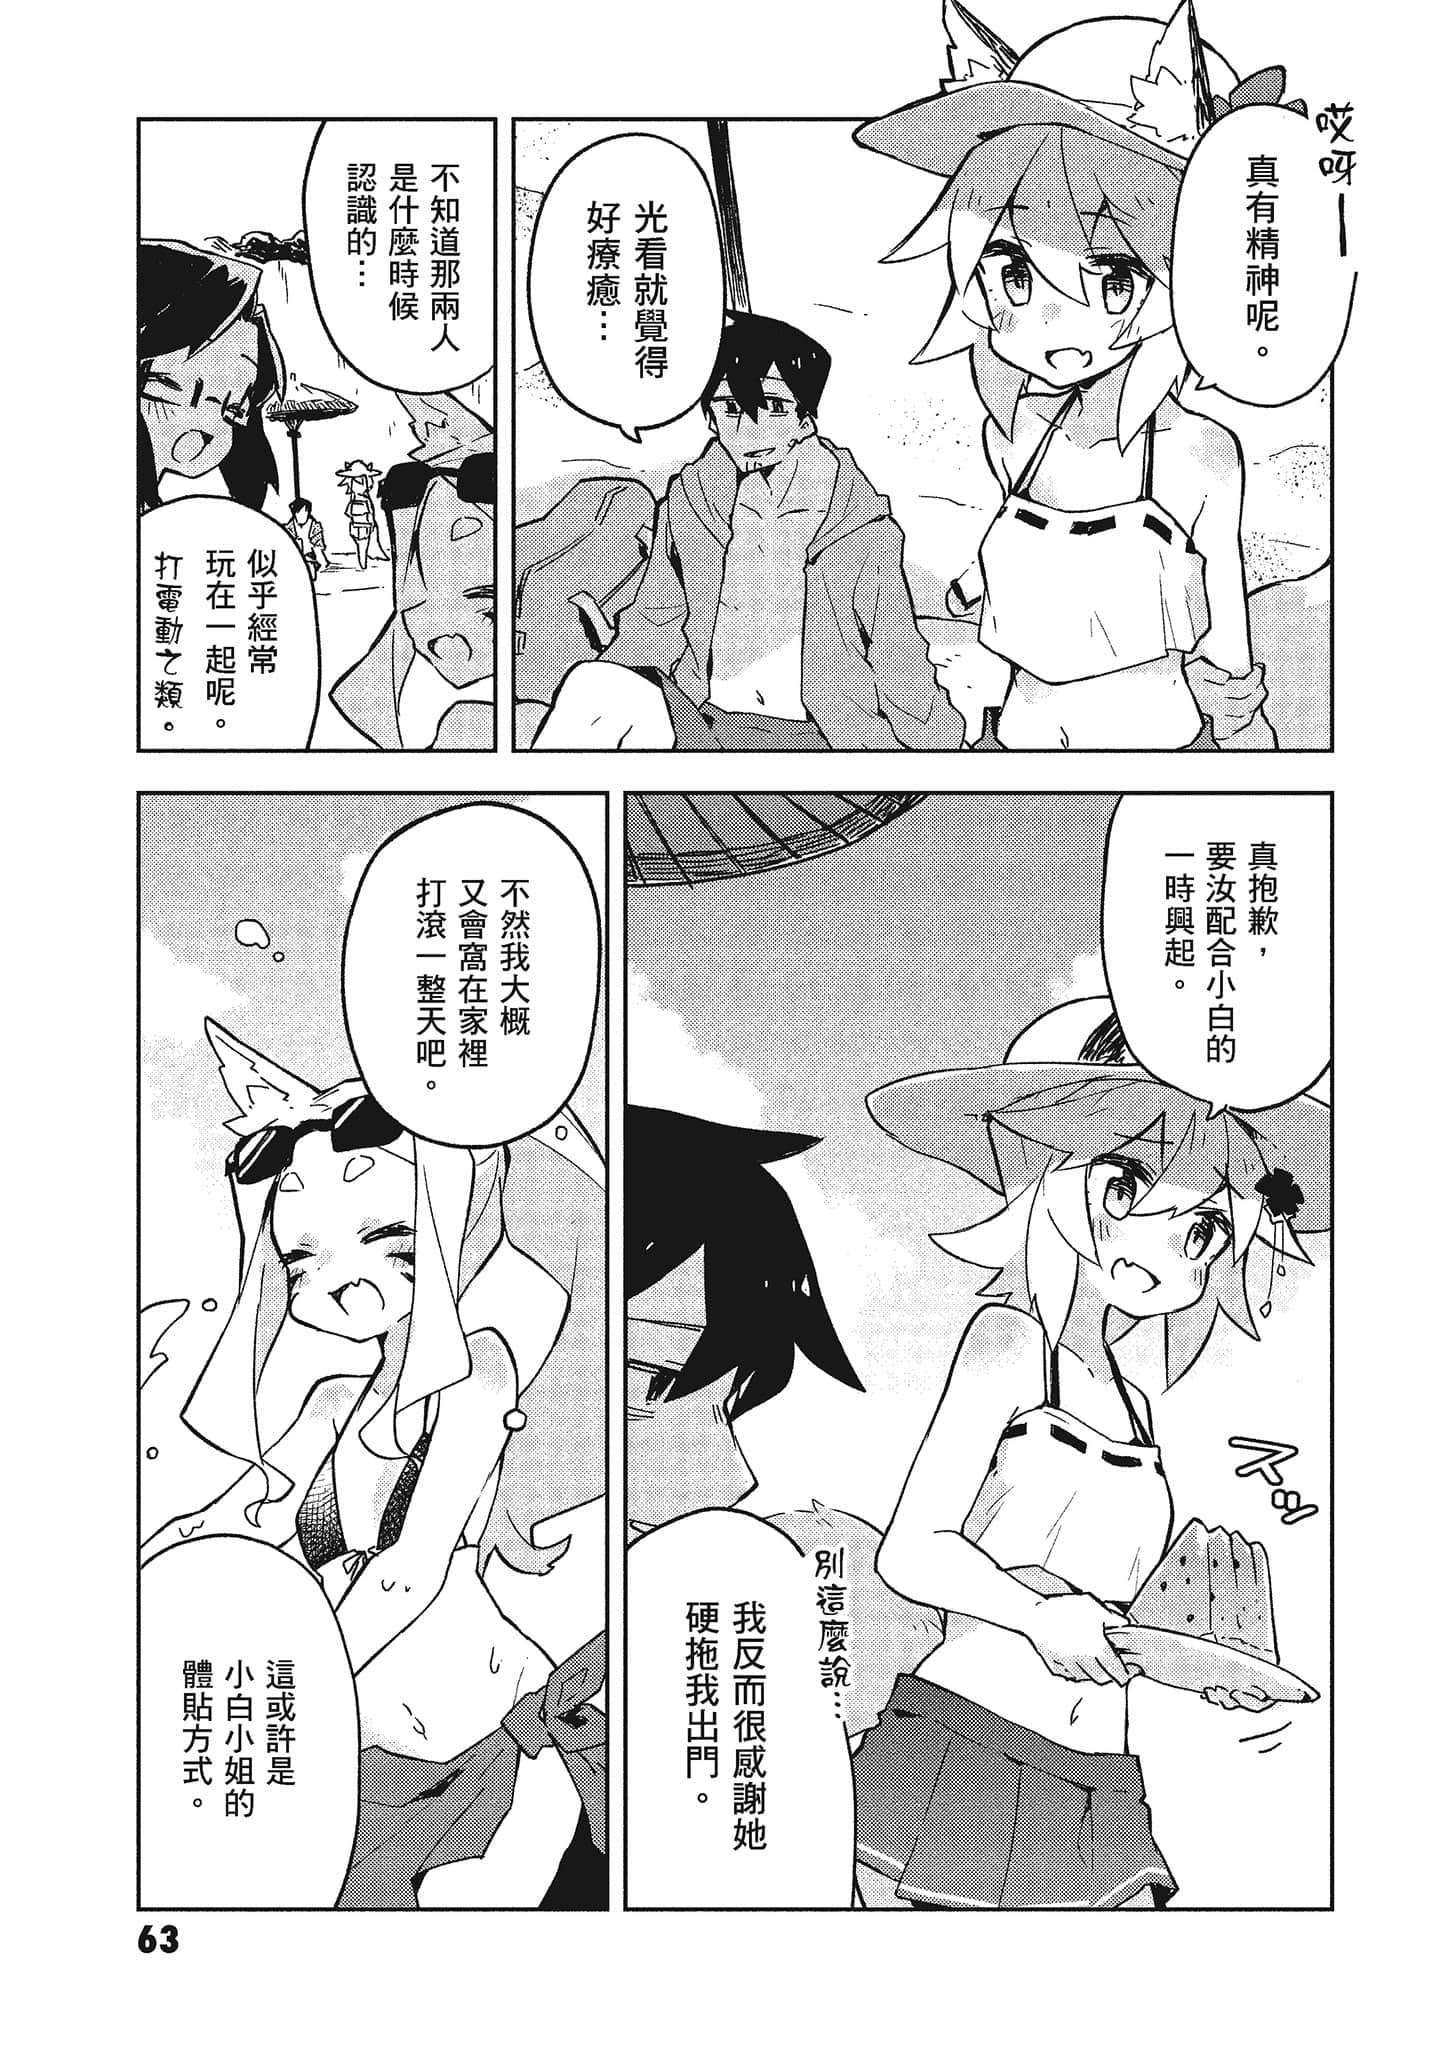 哎呀—
真有精神呢。
光看就覺得
好療癒…
不知道那兩人
是什麼時候
認識的…
似乎經常
玩在一起呢。
打電動之類。
真抱歉，
要汝配合小白的
一時興起。
スッ
別這麼說…
我反而很感謝她
硬拖我出門。
不然我大概
又會窩在家裡
打滾一整天吧。
這或許是
小白小姐的
體貼方式。
63